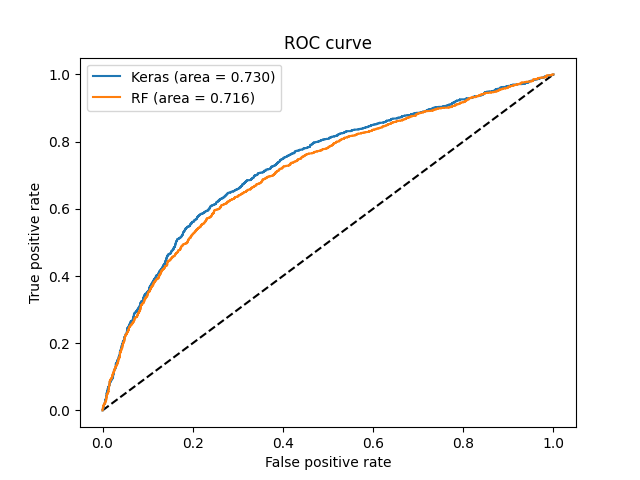 ROC curve
Keras (area = 0.730)
RF (area = 0.716)
1.0
0.8
0.6
0.4
0.2
0.0
True positive rate
0.0 0.2 0.4 0.6 0.8 1.0
False positive rate